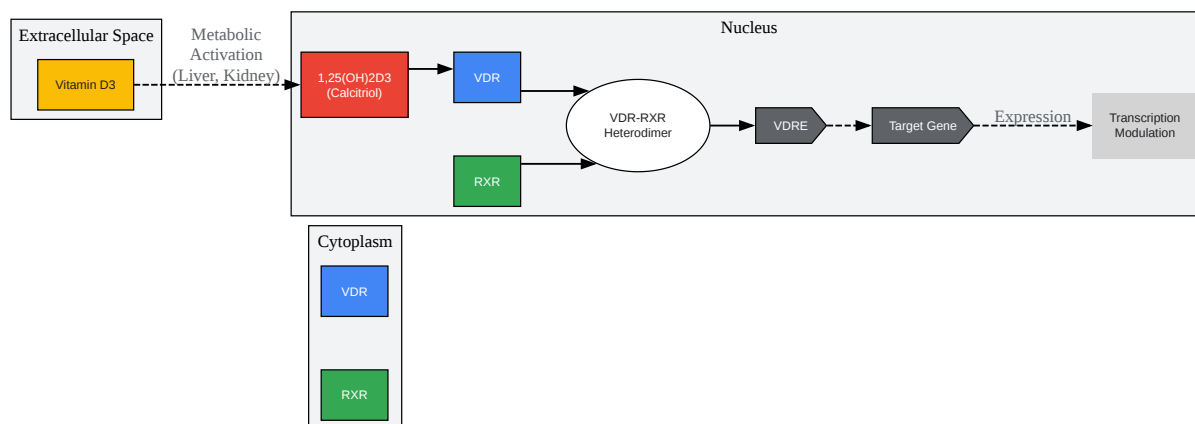 Extracellular Space
Vitamin D3
Metabolic
Activation
(Liver, Kidney)
Nucleus
1,25(OH)2D3
(Calcitriol)
VDR
RXR
VDR-RXR
Heterodimer
VDRE
Target Gene
Expression
Transcription
Modulation
Cytoplasm
VDR
RXR